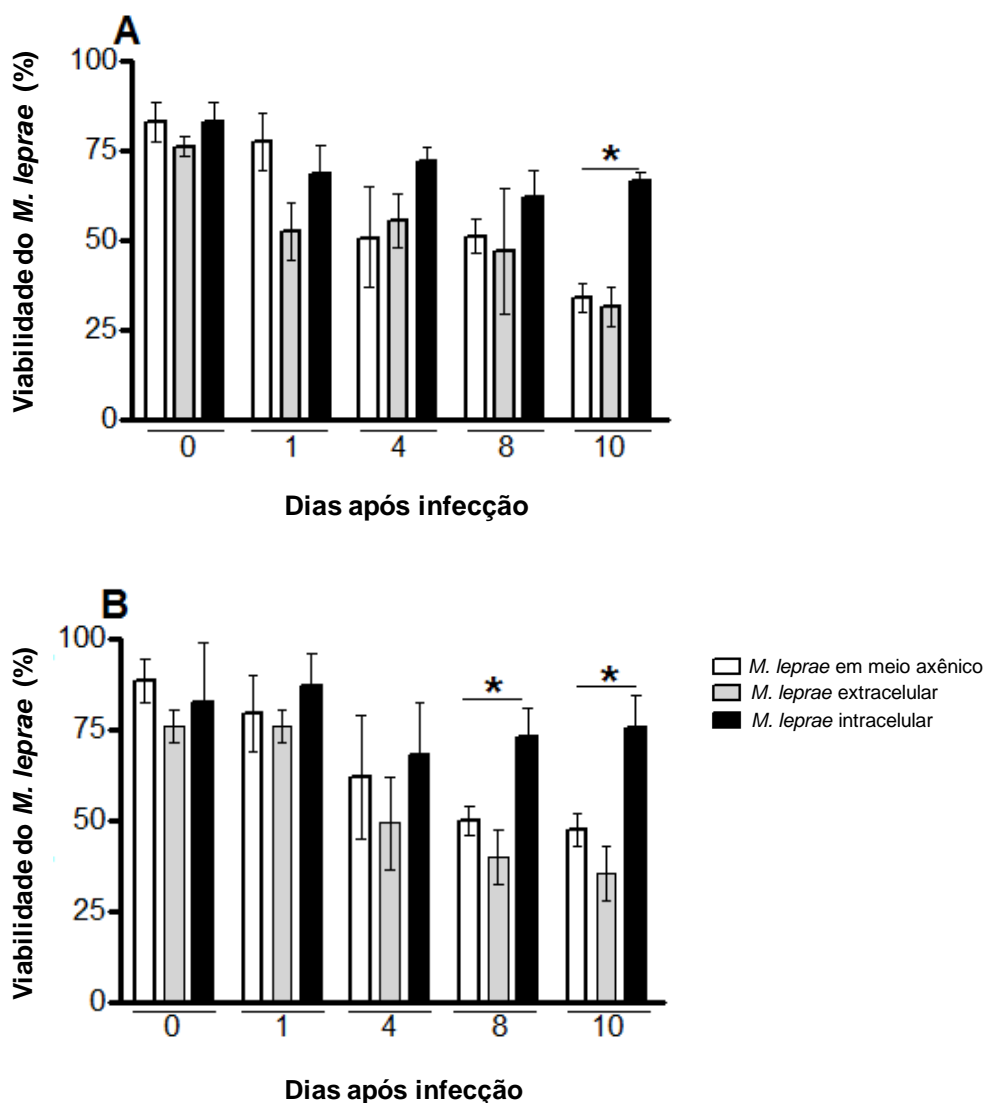 A
Viabilidade do M. leprae (%)
100
75
50
25
0
*
0 1 4 8 10
Dias após infecção
B
Viabilidade do M. leprae (%)
100
75
50
25
0
* *
0 1 4 8 10
Dias após infecção
M. leprae em meio axênico
M. leprae extracelular
M. leprae intracelular